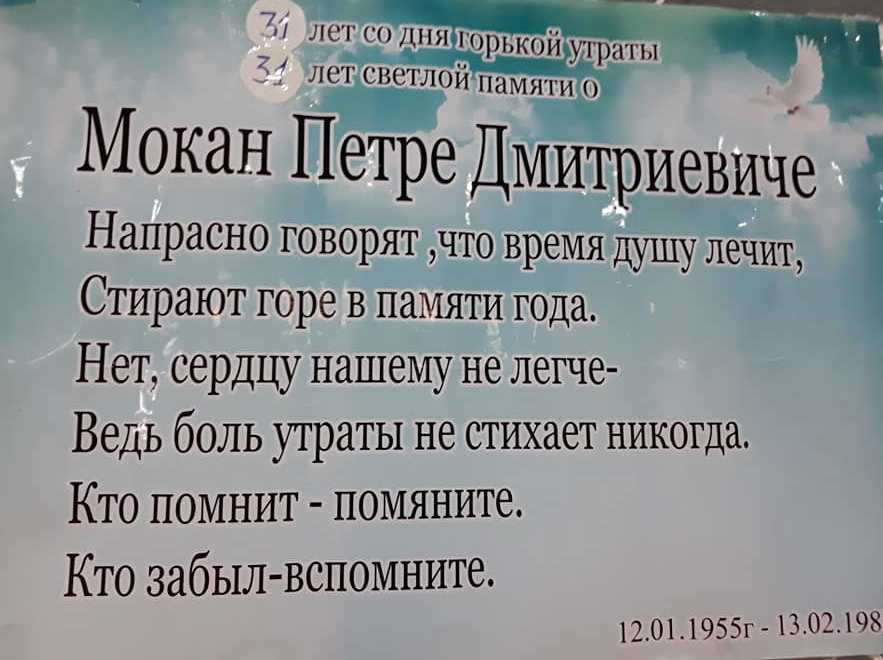 31 лет со дня горькой утраты
31 лет светлой памяти о
Мокан Петре Дмитриевиче
Напрасно говорят ,что время душу лечит,
Стирают горе в памяти года.
Нет, сердцу нашему не легче-
Ведь боль утраты не стихает никогда.
Кто помнит - помяните.
Кто забыл-вспомните.
12.01.1955г - 13.02.198